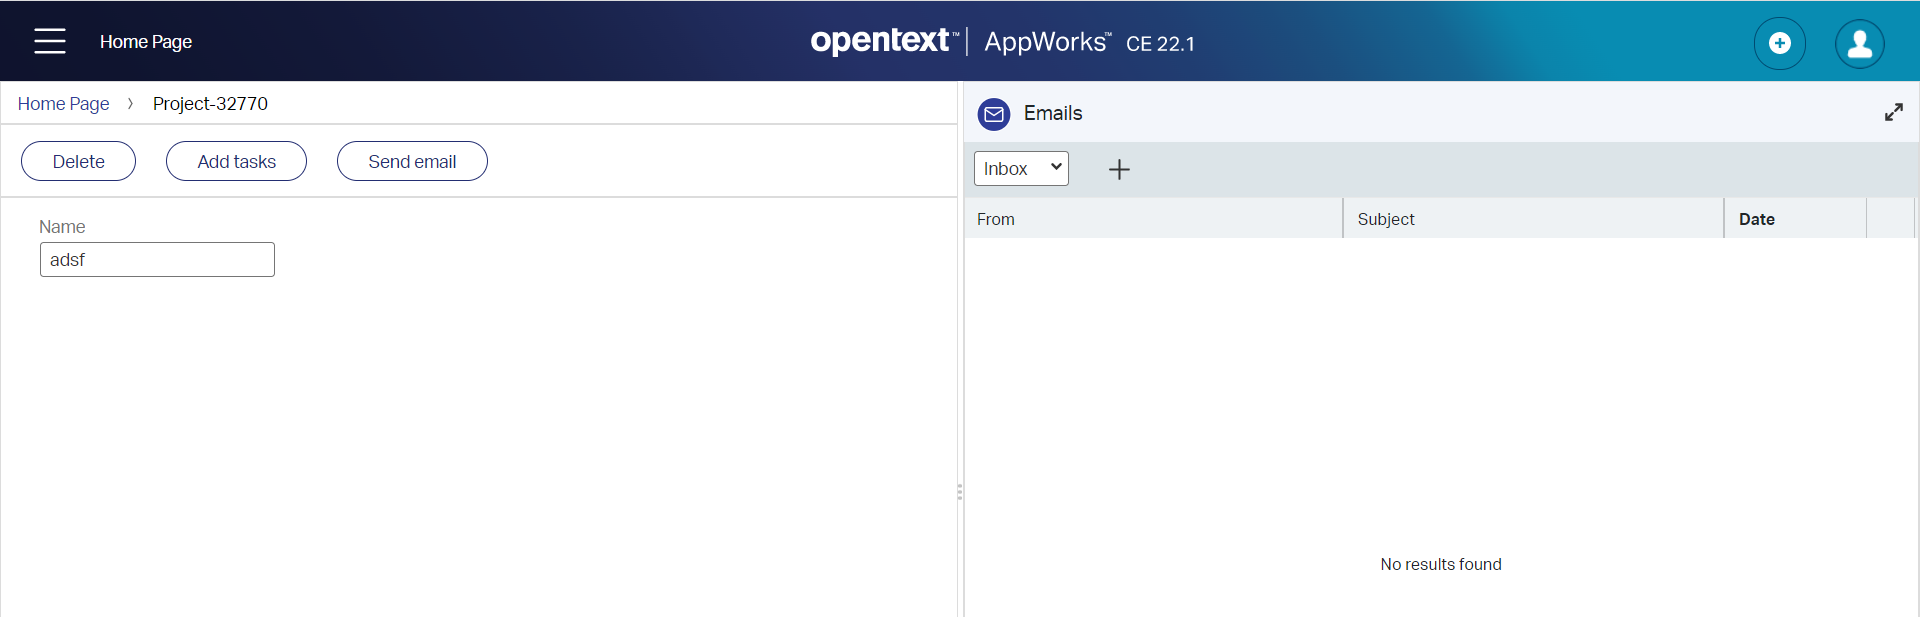 Home Page
opentext™ | AppWorks™ CE 22.1
Home Page › Project-32770
Delete Add tasks Send email
Name
adsf
Emails
Inbox
From Subject Date
No results found